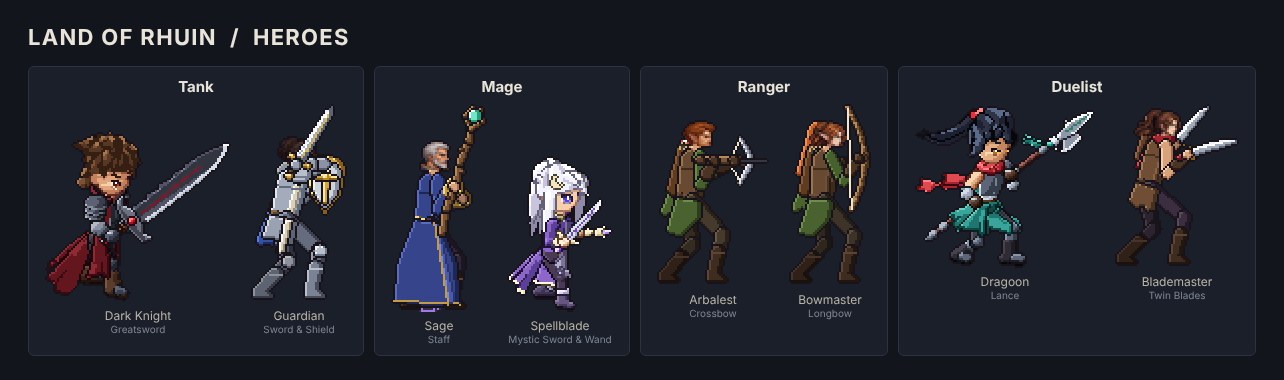 LAND OF RHUIN / HEROES
Tank
Dark Knight
Greatsword
Guardian
Sword & Shield
Mage
Sage
Staff
Spellblade
Mystic Sword & Wand
Ranger
Arbalest
Crossbow
Bowmaster
Longbow
Duelist
Dragoon
Lance
Blademaster
Twin Blades